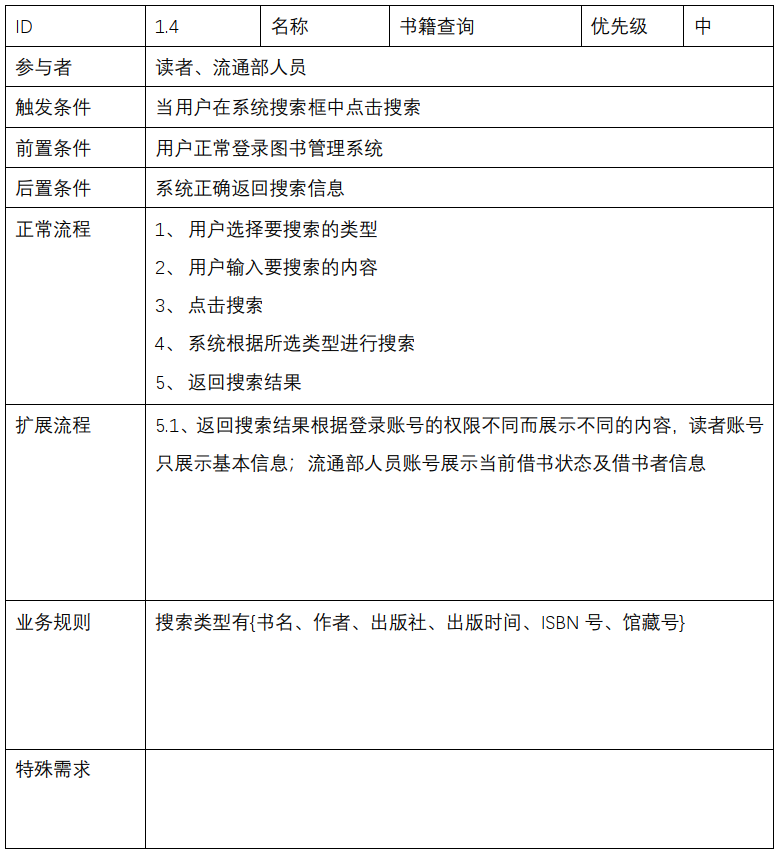 ID 1.4 名称 书籍查询 优先级 中
参与者 读者、流通部人员
触发条件 当用户在系统搜索框中点击搜索
前置条件 用户正常登录图书管理系统
后置条件 系统正确返回搜索信息
正常流程 1、 用户选择要搜索的类型
2、 用户输入要搜索的内容
3、 点击搜索
4、 系统根据所选类型进行搜索
5、 返回搜索结果
扩展流程 5.1、返回搜索结果根据登录账号的权限不同而展示不同的内容，读者账号
只展示基本信息；流通部人员账号展示当前借书状态及借书者信息
业务规则 搜索类型有{书名、作者、出版社、出版时间、ISBN 号、馆藏号}
特殊需求